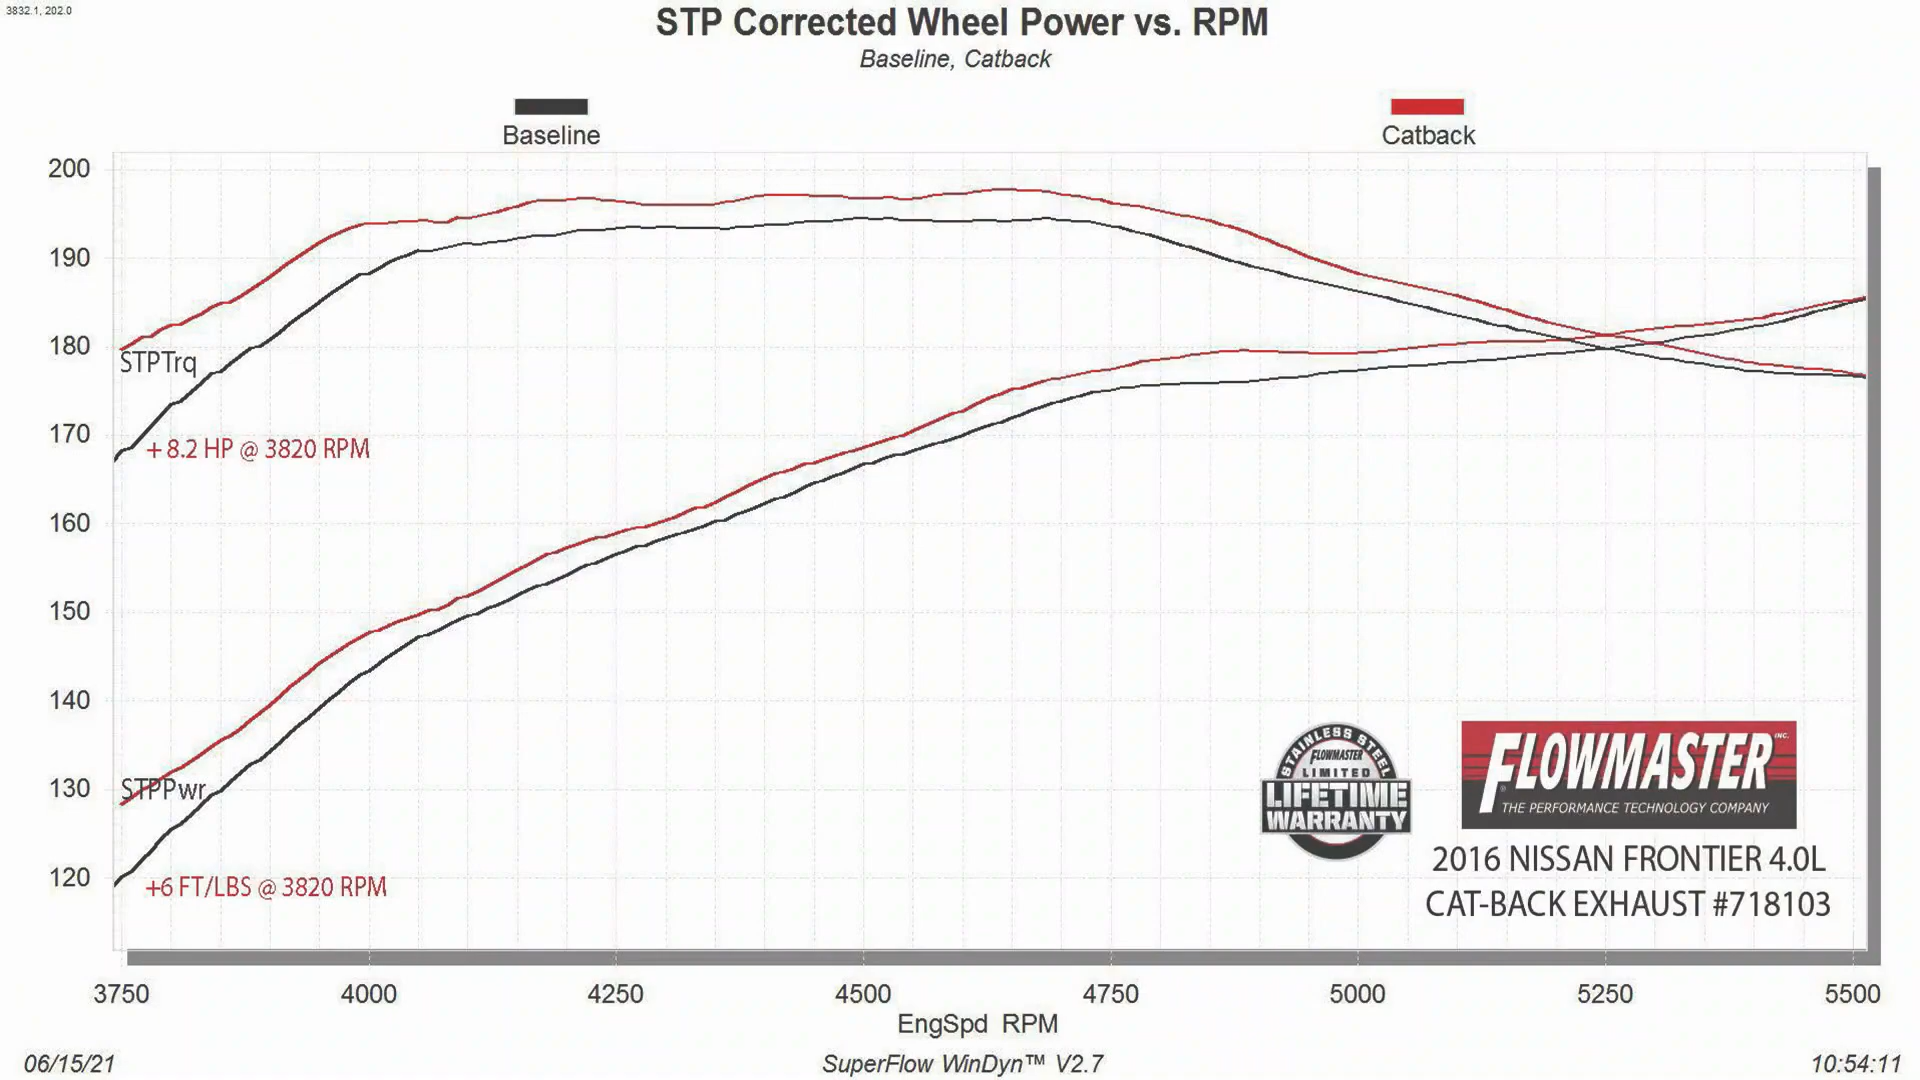 3832.1, 202.0
STP Corrected Wheel Power vs. RPM
Baseline, Catback
Baseline
Catback
200
190
180
170
160
150
140
130
120
STPTrq
+ 8.2 HP @ 3820 RPM
STPPwr
+6 FT/LBS @ 3820 RPM
STAINLESS STEEL
FLOWMASTER
LIMITED
LIFETIME
WARRANTY
FLOWMASTER INC.
®
THE PERFORMANCE TECHNOLOGY COMPANY
2016 NISSAN FRONTIER 4.0L
CAT-BACK EXHAUST #718103
3750 4000 4250 4500 4750 5000 5250 5500
EngSpd RPM
06/15/21
SuperFlow WinDyn™ V2.7
10:54:11